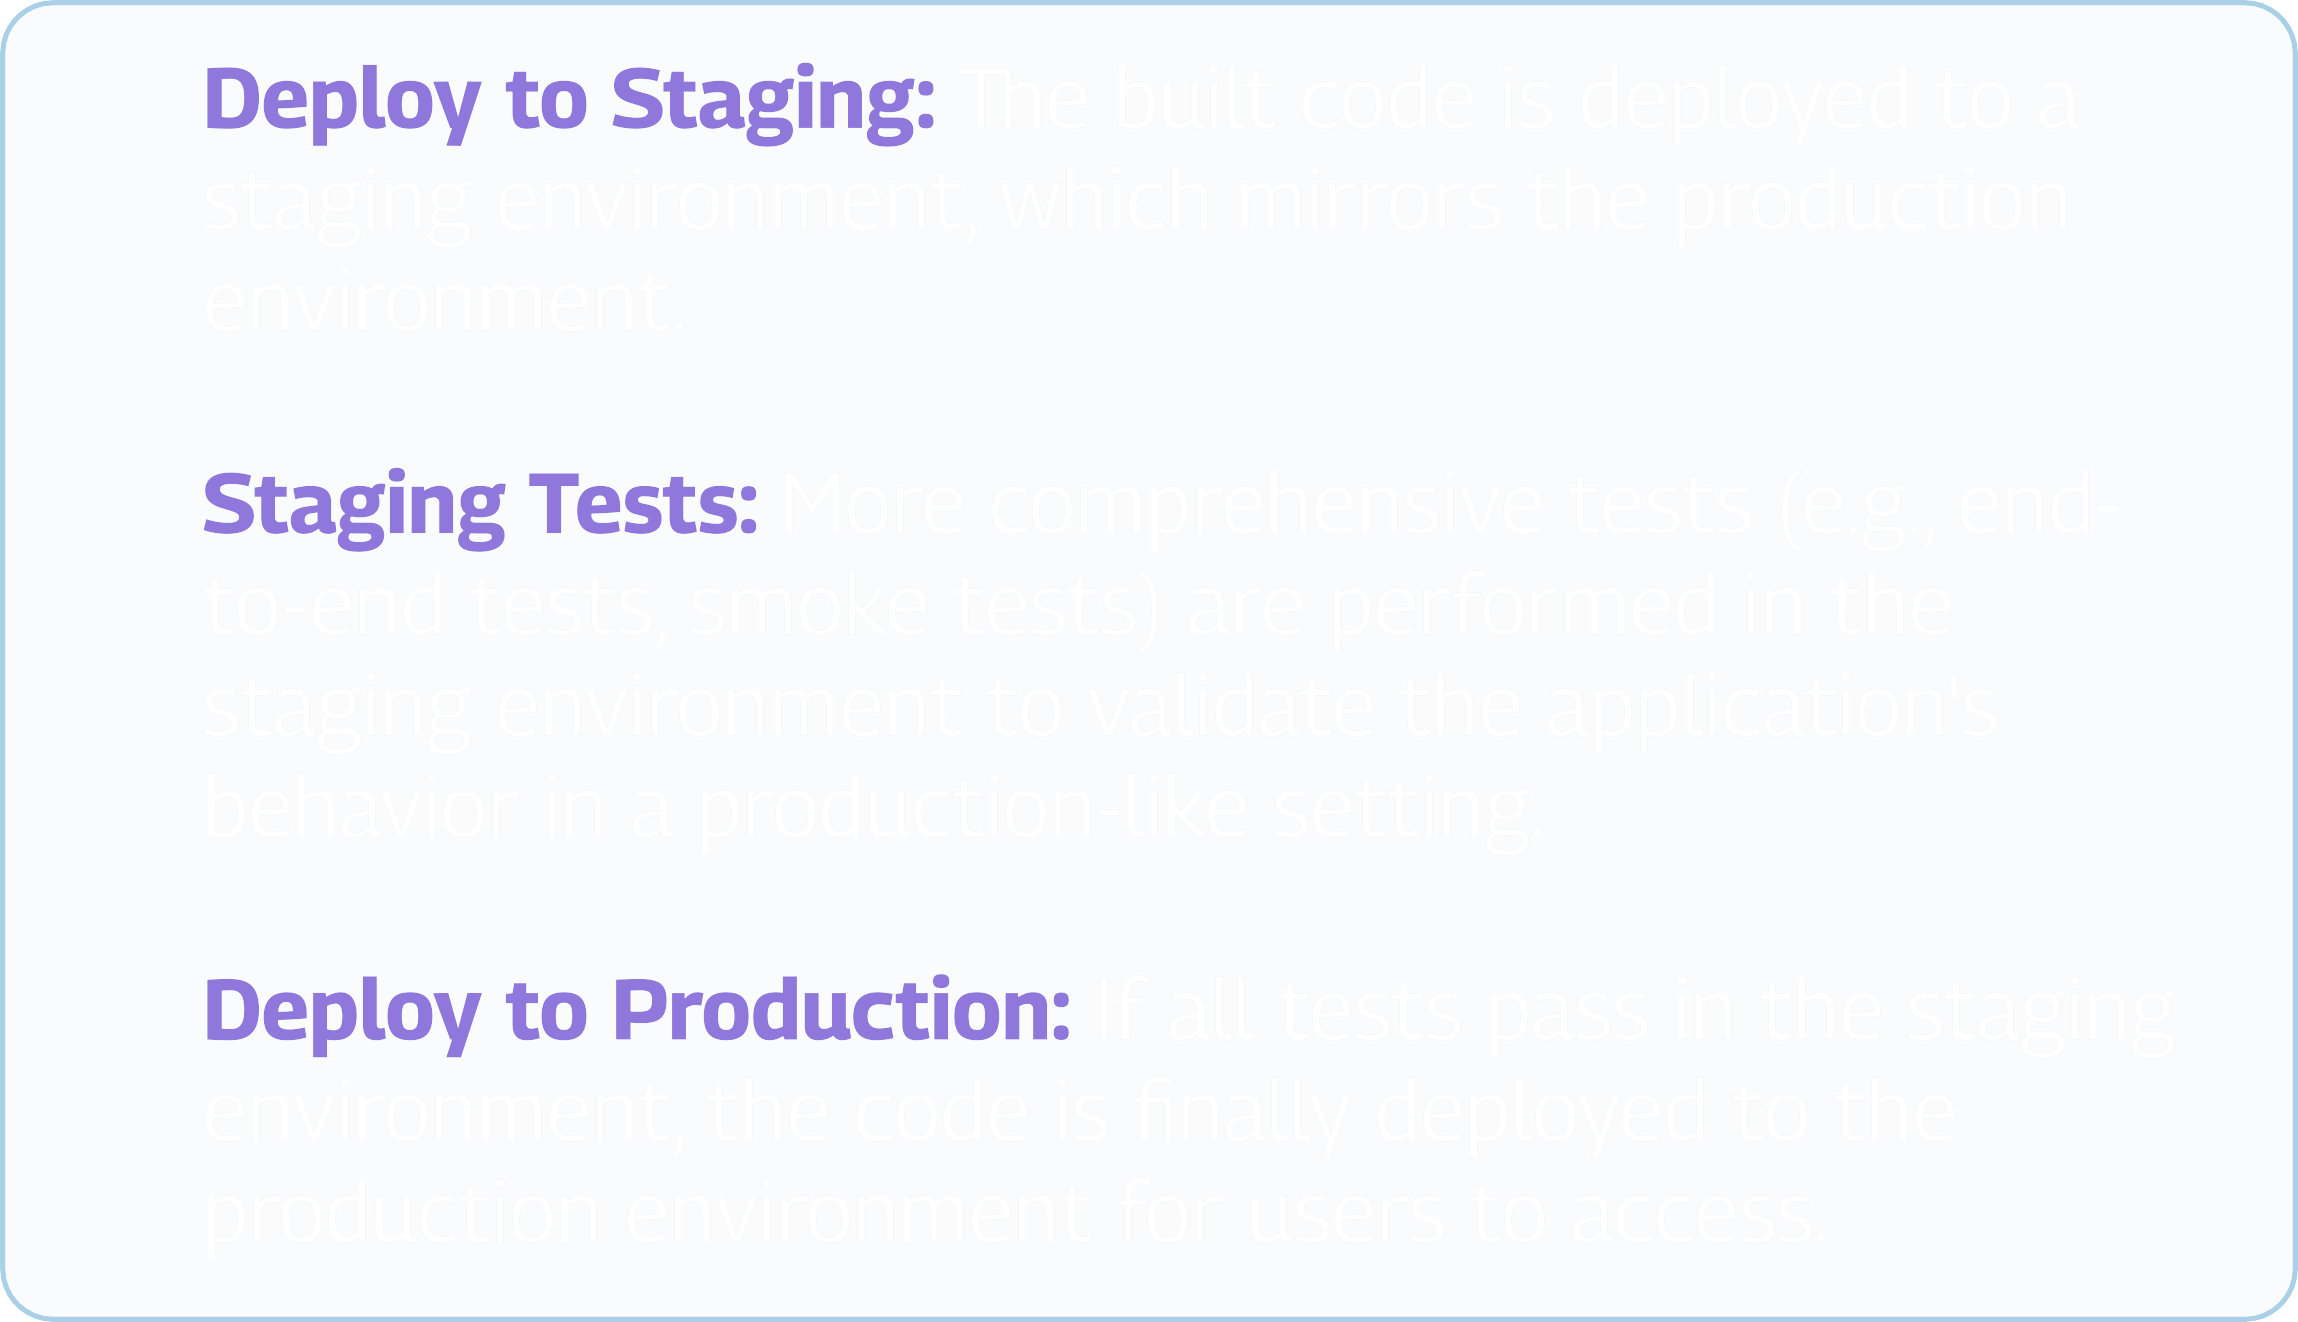 Deploy to Staging: The built code is deployed to a
staging environment, which mirrors the production
environment.
Staging Tests: More comprehensive tests (e.g., end-
to-end tests, smoke tests) are performed in the
staging environment to validate the application's
behavior in a production-like setting.
Deploy to Production: If all tests pass in the staging
environment, the code is finally deployed to the
production environment for users to access.